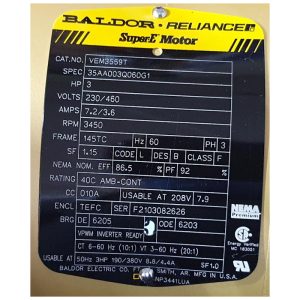 BALDOR · RELIANCE
Super-E Motor
CAT.NO. VEM3559T
SPEC 35AA003Q060G1
HP 3
VOLTS 230/460
AMPS 7.2/3.6
RPM 3450
FRAME 145TC Hz 60 PH 3
SF 1.15 CODE L DES B CLASS F
NEMA NOM. EFF 86.5 % PF 92 %
RATING 40C AMB-CONT
CC 010A USABLE AT 208V 7.9
ENCL TEFC SER F2103082626
BRG DE 6205 ODE 6203
VPWM INVERTER READY
CT 6-60 Hz (10:1) VT 3-60 Hz (20:1)
USABLE AT 50Hz 3HP 190/380V 8.8/4.4A SF1.0
BALDOR ELECTRIC CO. FT. SMITH, AR. MFG. IN U.S.A.
NP3441LUA
NEMA
Premium
Energy Verified